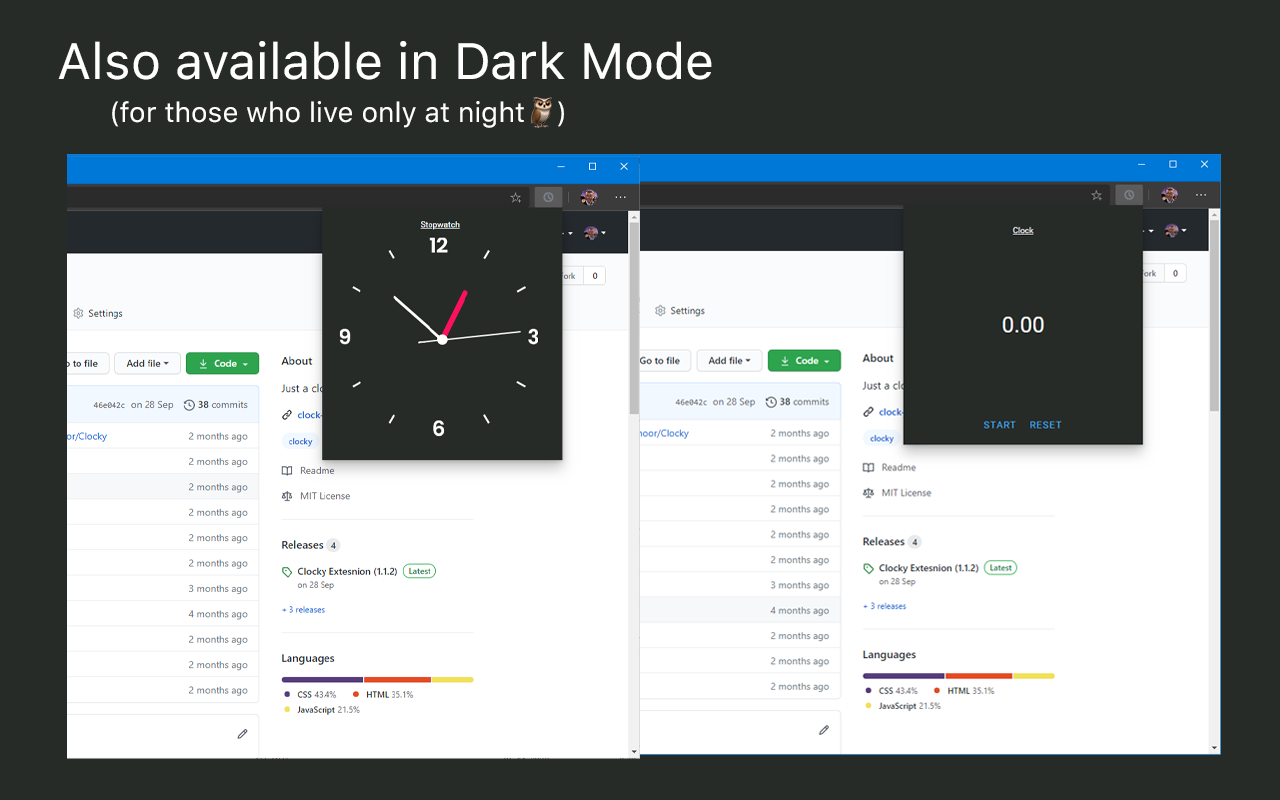 Also available in Dark Mode
(for those who live only at night🦉)
Stopwatch
12
9
3
6
ork
0
Settings
o to file
Add file
Code
46e042c on 28 Sep
38 commits
or/Clocky
2 months ago
2 months ago
2 months ago
2 months ago
2 months ago
2 months ago
3 months ago
4 months ago
2 months ago
2 months ago
2 months ago
About
Just a clo
clock-
clocky
Readme
MIT License
Releases 4
Clocky Extesnion (1.1.2)
Latest
on 28 Sep
+ 3 releases
Languages
CSS 43.4%
HTML 35.1%
JavaScript 21.5%
Clock
0.00
START
RESET
ork
0
Settings
Go to file
Add file
Code
46e042c on 28 Sep
38 commits
noor/Clocky
2 months ago
2 months ago
2 months ago
2 months ago
2 months ago
2 months ago
3 months ago
4 months ago
2 months ago
2 months ago
2 months ago
About
Just a clo
clock-
clocky
Readme
MIT License
Releases 4
Clocky Extesnion (1.1.2)
Latest
on 28 Sep
+ 3 releases
Languages
CSS 43.4%
HTML 35.1%
JavaScript 21.5%